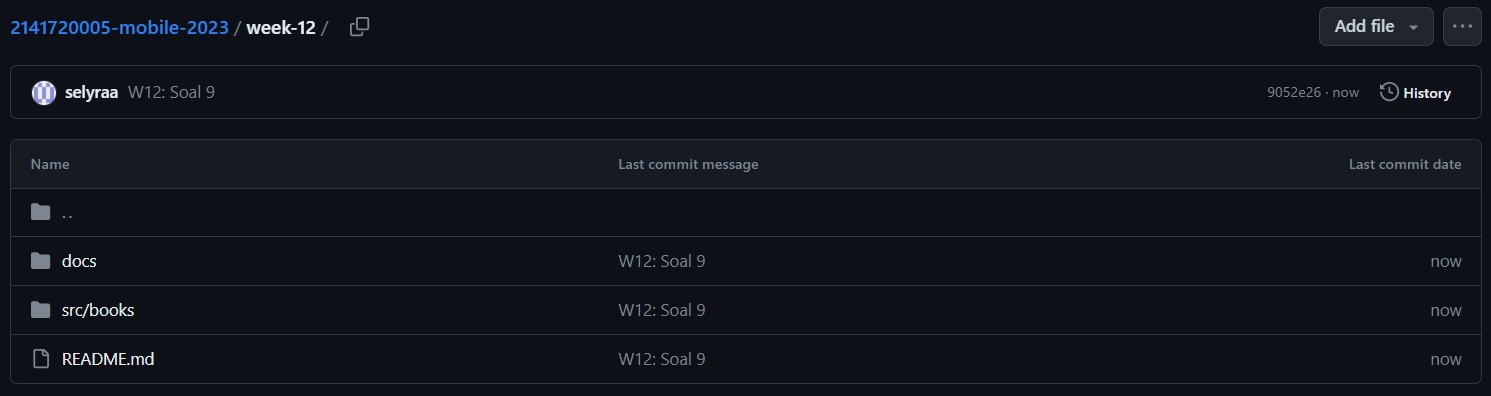 2141720005-mobile-2023 / week-12 /
Add file
selyraa W12: Soal 9
9052e26 · now
History
Name Last commit message Last commit date
..
docs W12: Soal 9 now
src/books W12: Soal 9 now
README.md W12: Soal 9 now